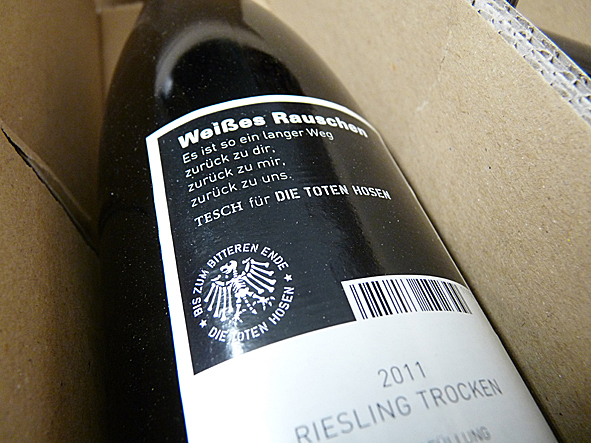 Weißes Rauschen
Es ist so ein langer Weg
zurück zu dir,
zurück zu mir,
zurück zu uns.
TESCH für DIE TOTEN HOSEN
BIS ZUM BITTEREN ENDE
★ DIE TOTEN HOSEN ★
2011
RIESLING TROCKEN